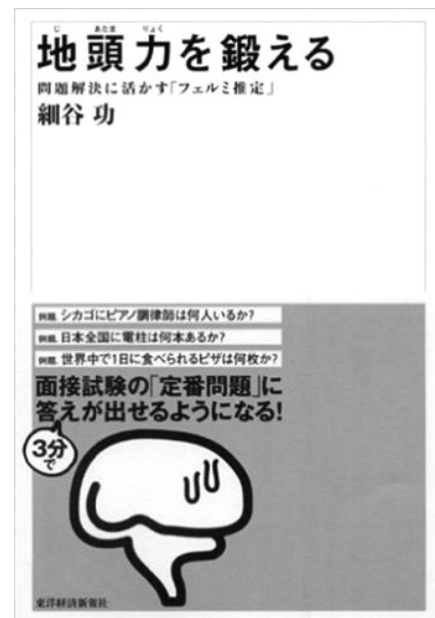 じ あたま りょく
地頭力を鍛える
問題解決に活かす「フェルミ推定」
細谷 功
例題. シカゴにピアノ調律師は何人いるか?
例題. 日本全国に電柱は何本あるか?
例題. 世界中で1日に食べられるピザは何枚か?
面接試験の「定番問題」に
答えが出せるようになる!
3分
で
東洋経済新報社